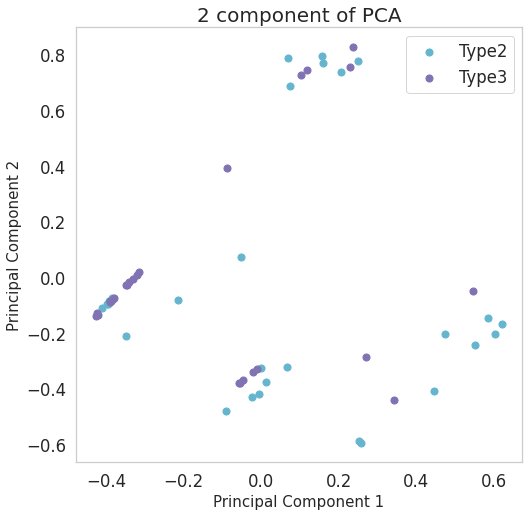 2 component of PCA
Type2
Type3
Principal Component 2
0.8
0.6
0.4
0.2
0.0
−0.2
−0.4
−0.6
−0.4
−0.2
0.0
0.2
0.4
0.6
Principal Component 1